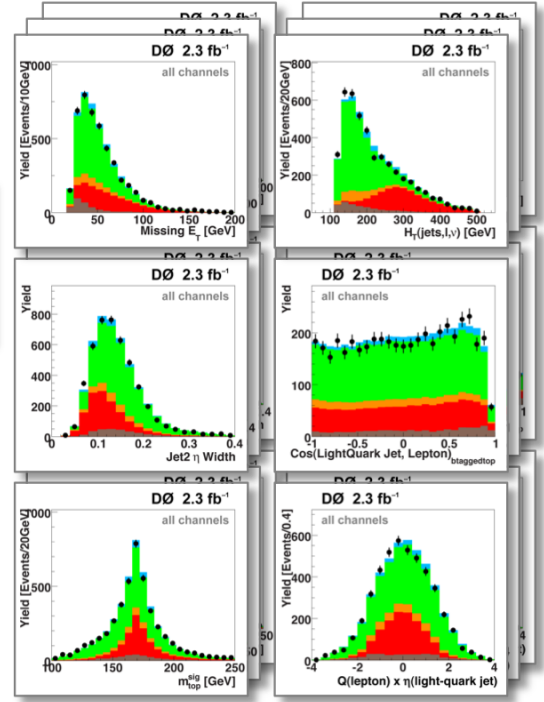 DØ 2.3 fb⁻¹
all channels
Yield [Events/10GeV]
1000
500
0
0 50 100 150 200
Missing E_T [GeV]
DØ 2.3 fb⁻¹
all channels
Yield [Events/20GeV]
800
600
400
200
0
100 200 300 400 500
H_T(jets,l,ν) [GeV]
DØ 2.3 fb⁻¹
all channels
Yield
800
600
400
200
0
0 0.1 0.2 0.3 0.4
Jet2 η Width
DØ 2.3 fb⁻¹
all channels
Yield
200
100
0
-1 -0.5 0 0.5 1
Cos(LightQuark Jet, Lepton)_btaggedtop
DØ 2.3 fb⁻¹
all channels
Yield [Events/20GeV]
1000
500
0
100 150 200 250
m_top^sig [GeV]
DØ 2.3 fb⁻¹
all channels
Yield [Events/0.4]
600
400
200
0
-4 -2 0 2 4
Q(lepton) x η(light-quark jet)